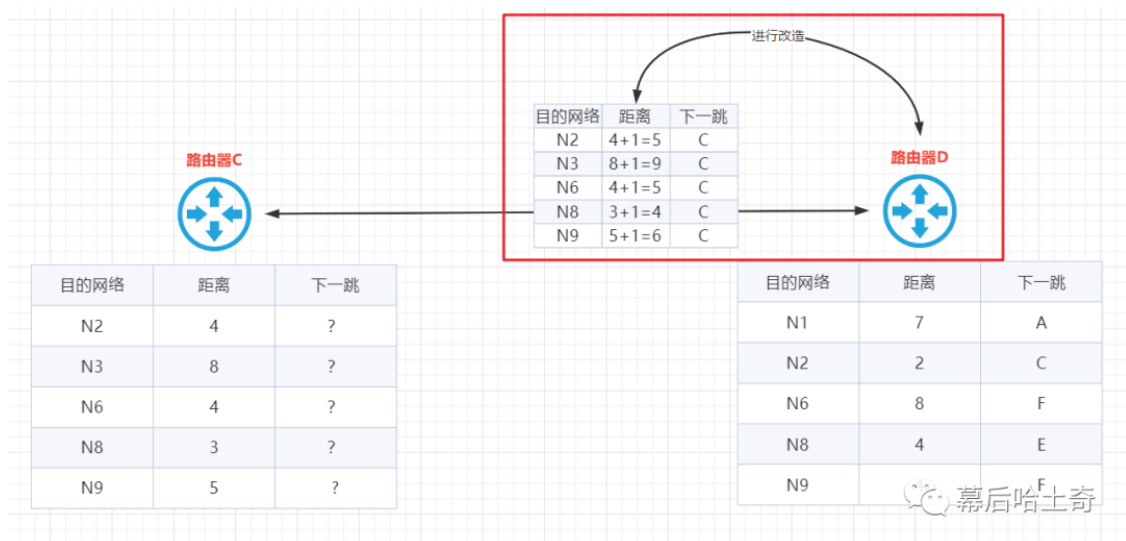 进行改造
目的网络 距离 下一跳
N2 4+1=5 C
N3 8+1=9 C
N6 4+1=5 C
N8 3+1=4 C
N9 5+1=6 C
路由器C
路由器D
目的网络 距离 下一跳
N2 4 ?
N3 8 ?
N6 4 ?
N8 3 ?
N9 5 ?
目的网络 距离 下一跳
N1 7 A
N2 2 C
N6 8 F
N8 4 E
N9 F
幕后哈土奇